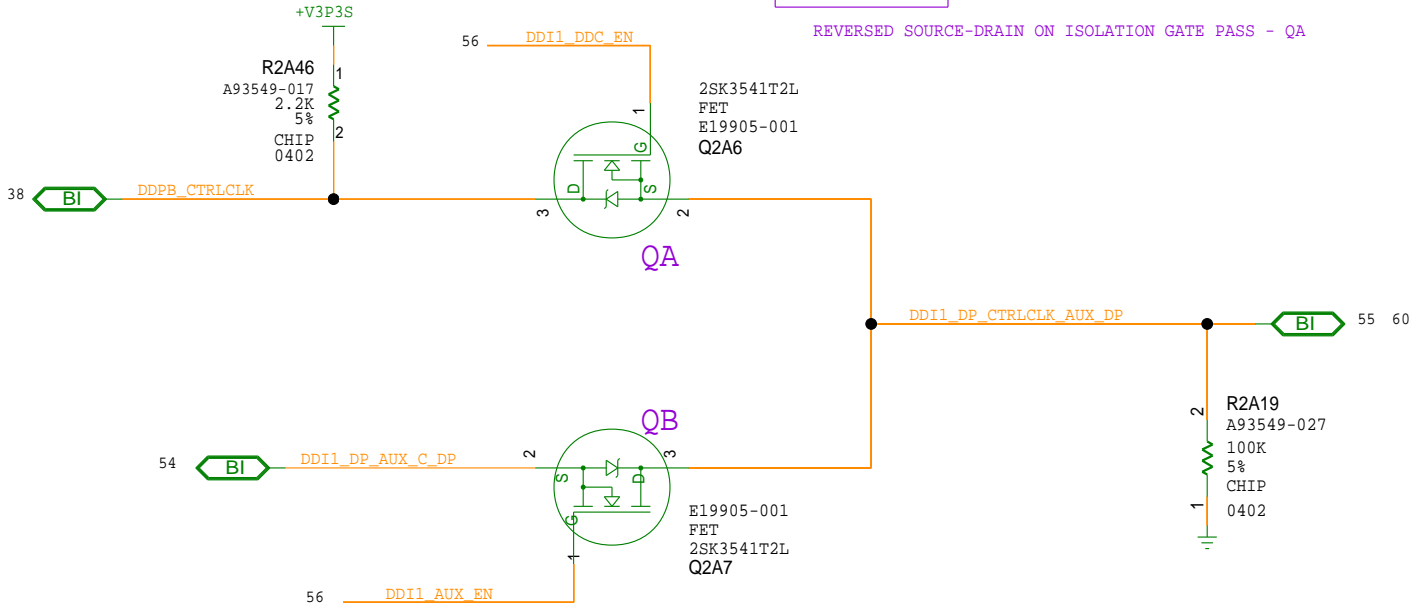 +V3P3S
REVERSED SOURCE-DRAIN ON ISOLATION GATE PASS - QA
56
DDI1_DDC_EN
R2A46
A93549-017
2.2K
5%
CHIP
0402
1
2
2SK3541T2L
FET
E19905-001
Q2A6
1
G
D
S
3
2
38
BI
DDPB_CTRLCLK
QA
DDI1_DP_CTRLCLK_AUX_DP
BI
55 60
QB
54
BI
DDI1_DP_AUX_C_DP
2
3
S
D
G
1
E19905-001
FET
2SK3541T2L
Q2A7
2
1
R2A19
A93549-027
100K
5%
CHIP
0402
56
DDI1_AUX_EN